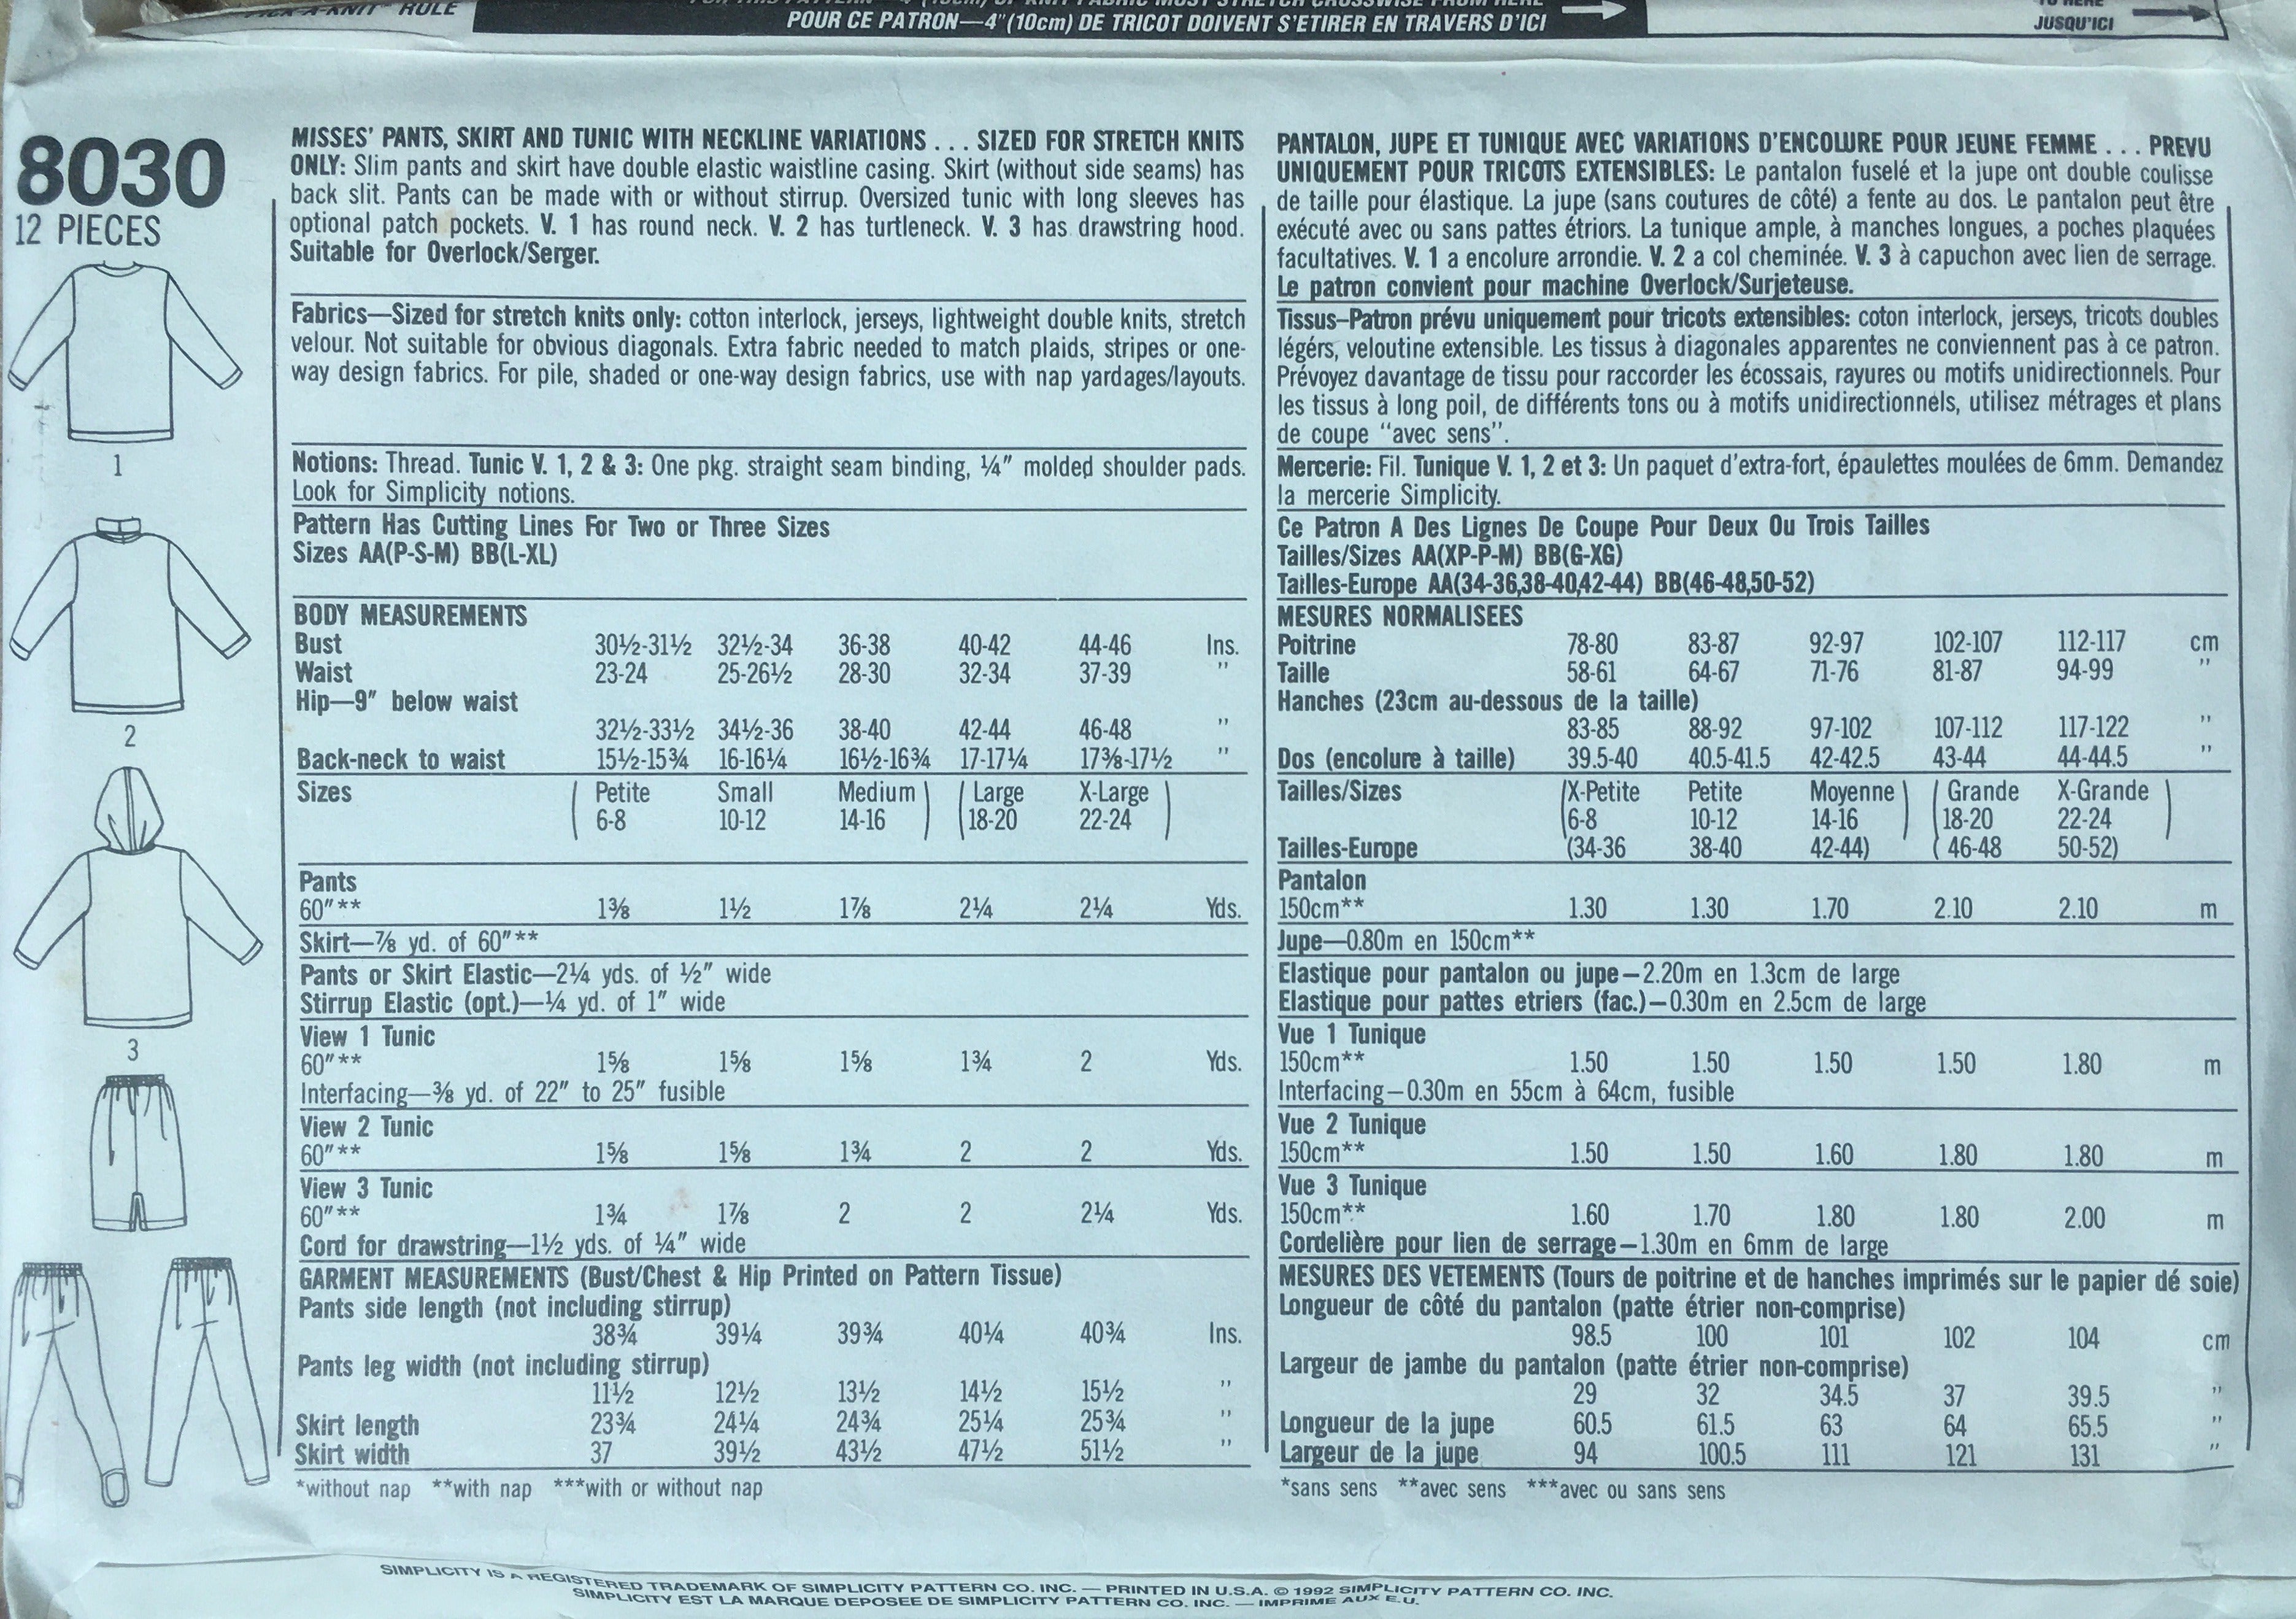 PICK-A-KNIT® RULE
POUR CE PATRON—4"(10cm) DE TRICOT DOIVENT S'ETIRER EN TRAVERS D'ICI
JUSQU'ICI
8030
12 PIECES
1
2
3
MISSES' PANTS, SKIRT AND TUNIC WITH NECKLINE VARIATIONS . . . SIZED FOR STRETCH KNITS
ONLY: Slim pants and skirt have double elastic waistline casing. Skirt (without side seams) has
back slit. Pants can be made with or without stirrup. Oversized tunic with long sleeves has
optional patch pockets. V. 1 has round neck. V. 2 has turtleneck. V. 3 has drawstring hood.
Suitable for Overlock/Serger.
Fabrics—Sized for stretch knits only: cotton interlock, jerseys, lightweight double knits, stretch
velour. Not suitable for obvious diagonals. Extra fabric needed to match plaids, stripes or one-
way design fabrics. For pile, shaded or one-way design fabrics, use with nap yardages/layouts.
Notions: Thread. Tunic V. 1, 2 & 3: One pkg. straight seam binding, ¼" molded shoulder pads.
Look for Simplicity notions.
Pattern Has Cutting Lines For Two or Three Sizes
Sizes AA(P-S-M) BB(L-XL)
BODY MEASUREMENTS
Bust 30½-31½ 32½-34 36-38 40-42 44-46 Ins.
Waist 23-24 25-26½ 28-30 32-34 37-39 "
Hip—9" below waist
32½-33½ 34½-36 38-40 42-44 46-48 "
Back-neck to waist 15½-15¾ 16-16¼ 16½-16¾ 17-17¼ 17⅜-17½ "
Sizes (Petite Small Medium) (Large X-Large)
6-8 10-12 14-16 18-20 22-24
Pants
60"** 1⅜ 1½ 1⅞ 2¼ 2¼ Yds.
Skirt—⅞ yd. of 60"**
Pants or Skirt Elastic—2¼ yds. of ½" wide
Stirrup Elastic (opt.)—¼ yd. of 1" wide
View 1 Tunic
60"** 1⅝ 1⅝ 1⅝ 1¾ 2 Yds.
Interfacing—⅜ yd. of 22" to 25" fusible
View 2 Tunic
60"** 1⅝ 1⅝ 1¾ 2 2 Yds.
View 3 Tunic
60"** 1¾ 1⅞ 2 2 2¼ Yds.
Cord for drawstring—1½ yds. of ¼" wide
GARMENT MEASUREMENTS (Bust/Chest & Hip Printed on Pattern Tissue)
Pants side length (not including stirrup)
38¾ 39¼ 39¾ 40¼ 40¾ Ins.
Pants leg width (not including stirrup)
11½ 12½ 13½ 14½ 15½ "
Skirt length 23¾ 24¼ 24¾ 25¼ 25¾ "
Skirt width 37 39½ 43½ 47½ 51½ "
*without nap **with nap ***with or without nap
PANTALON, JUPE ET TUNIQUE AVEC VARIATIONS D'ENCOLURE POUR JEUNE FEMME . . . PREVU
UNIQUEMENT POUR TRICOTS EXTENSIBLES: Le pantalon fuselé et la jupe ont double coulisse
de taille pour élastique. La jupe (sans coutures de côté) a fente au dos. Le pantalon peut être
exécuté avec ou sans pattes étriors. La tunique ample, à manches longues, a poches plaquées
facultatives. V. 1 a encolure arrondie. V. 2 a col cheminée. V. 3 à capuchon avec lien de serrage.
Le patron convient pour machine Overlock/Surjeteuse.
Tissus–Patron prévu uniquement pour tricots extensibles: coton interlock, jerseys, tricots doubles
légérs, veloutine extensible. Les tissus à diagonales apparentes ne conviennent pas à ce patron.
Prévoyez davantage de tissu pour raccorder les écossais, rayures ou motifs unidirectionnels. Pour
les tissus à long poil, de différents tons ou à motifs unidirectionnels, utilisez métrages et plans
de coupe "avec sens".
Mercerie: Fil. Tunique V. 1, 2 et 3: Un paquet d'extra-fort, épaulettes moulées de 6mm. Demandez
la mercerie Simplicity.
Ce Patron A Des Lignes De Coupe Pour Deux Ou Trois Tailles
Tailles/Sizes AA(XP-P-M) BB(G-XG)
Tailles-Europe AA(34-36,38-40,42-44) BB(46-48,50-52)
MESURES NORMALISEES
Poitrine 78-80 83-87 92-97 102-107 112-117 cm
Taille 58-61 64-67 71-76 81-87 94-99 "
Hanches (23cm au-dessous de la taille)
83-85 88-92 97-102 107-112 117-122 "
Dos (encolure à taille) 39.5-40 40.5-41.5 42-42.5 43-44 44-44.5 "
Tailles/Sizes (X-Petite Petite Moyenne) (Grande X-Grande)
6-8 10-12 14-16 18-20 22-24
Tailles-Europe (34-36 38-40 42-44) (46-48 50-52)
Pantalon
150cm** 1.30 1.30 1.70 2.10 2.10 m
Jupe—0.80m en 150cm**
Elastique pour pantalon ou jupe–2.20m en 1.3cm de large
Elastique pour pattes etriers (fac.)–0.30m en 2.5cm de large
Vue 1 Tunique
150cm** 1.50 1.50 1.50 1.50 1.80 m
Interfacing–0.30m en 55cm à 64cm, fusible
Vue 2 Tunique
150cm** 1.50 1.50 1.60 1.80 1.80 m
Vue 3 Tunique
150cm** 1.60 1.70 1.80 1.80 2.00 m
Cordelière pour lien de serrage–1.30m en 6mm de large
MESURES DES VETEMENTS (Tours de poitrine et de hanches imprimés sur le papier dé soie)
Longueur de côté du pantalon (patte étrier non-comprise)
98.5 100 101 102 104 cm
Largeur de jambe du pantalon (patte étrier non-comprise)
29 32 34.5 37 39.5 "
Longueur de la jupe 60.5 61.5 63 64 65.5 "
Largeur de la jupe 94 100.5 111 121 131 "
*sans sens **avec sens ***avec ou sans sens
SIMPLICITY IS A REGISTERED TRADEMARK OF SIMPLICITY PATTERN CO. INC. — PRINTED IN U.S.A. © 1992 SIMPLICITY PATTERN CO. INC.
SIMPLICITY EST LA MARQUE DEPOSEE DE SIMPLICITY PATTERN CO. INC. — IMPRIME AUX E.U.